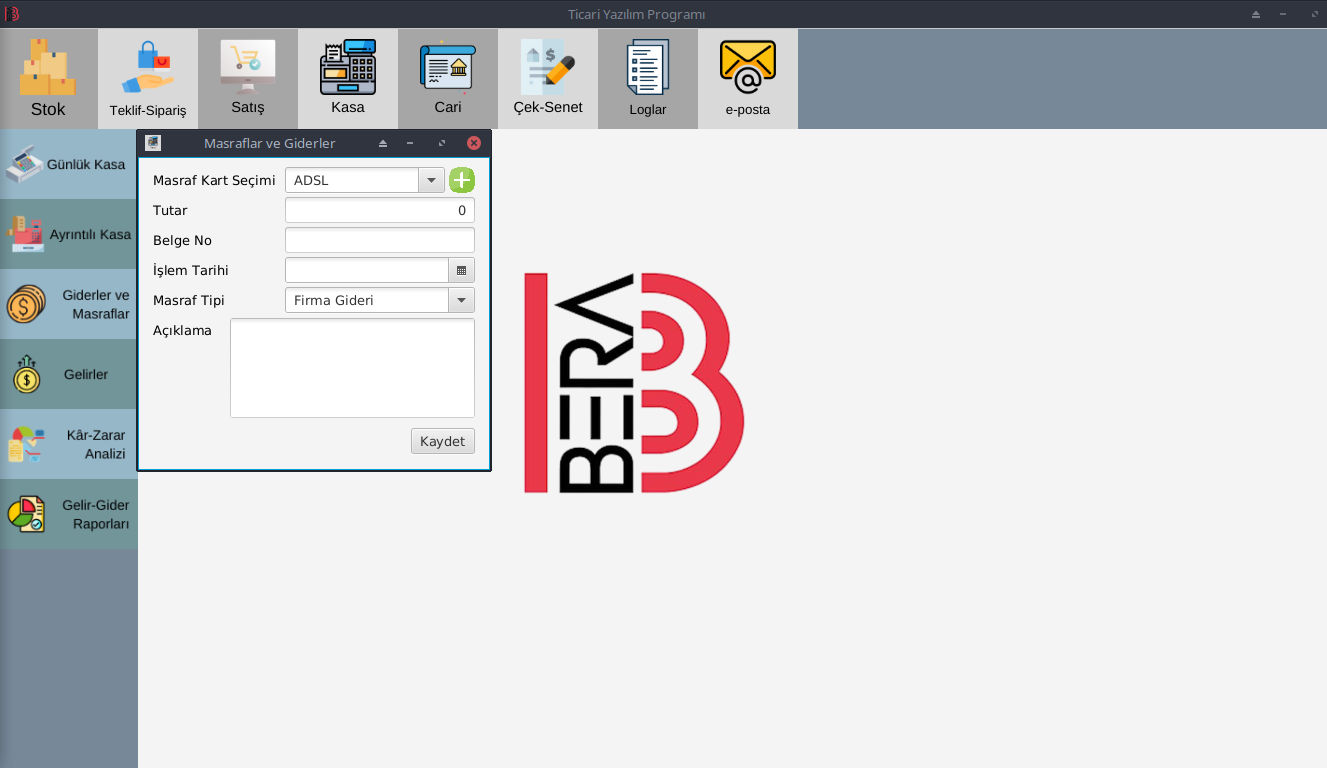 Ticari Yazılım Programı
Stok
Teklif-Sipariş
Satış
Kasa
Cari
Çek-Senet
Loglar
e-posta
Günlük Kasa
Ayrıntılı Kasa
Giderler ve
Masraflar
Gelirler
Kâr-Zarar
Analizi
Gelir-Gider
Raporları
Masraflar ve Giderler
Masraf Kart Seçimi ADSL
Tutar 0
Belge No
İşlem Tarihi
Masraf Tipi Firma Gideri
Açıklama
Kaydet
BERA